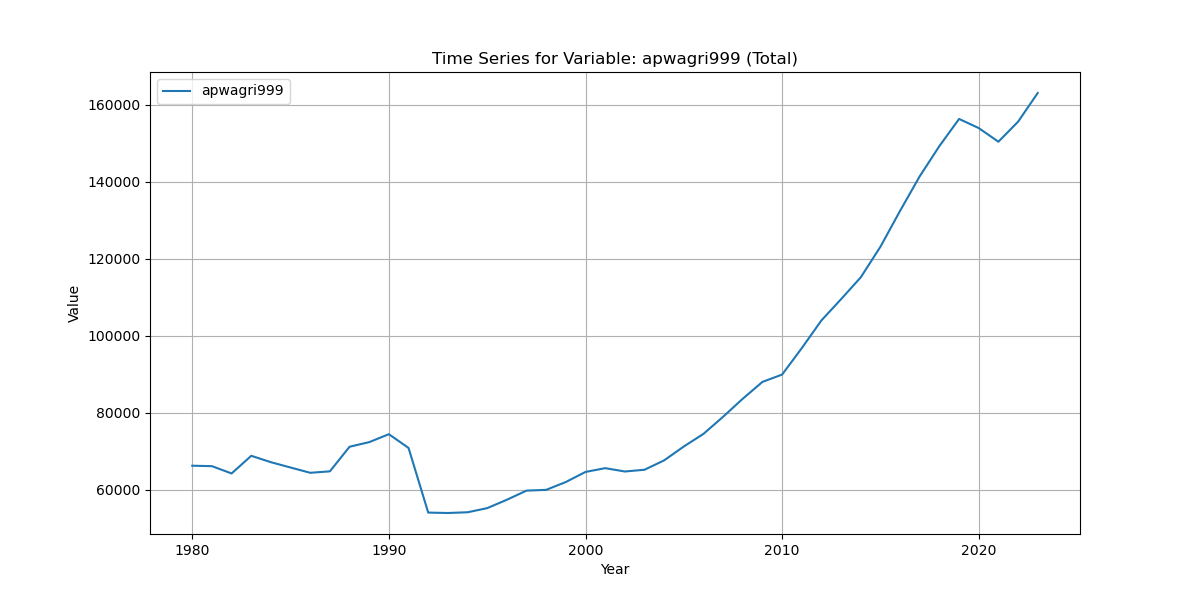 Time Series for Variable: apwagri999 (Total)
apwagri999
160000
140000
120000
100000
80000
60000
Value
1980 1990 2000 2010 2020
Year